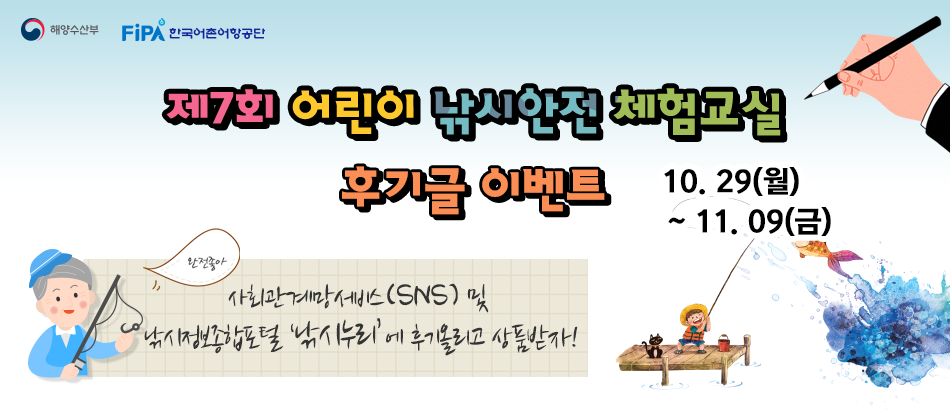 해양수산부
FiPA 한국어촌어항공단
제7회 어린이 낚시안전 체험교실
후기글 이벤트
10. 29(월)
~ 11. 09(금)
완전좋아
사회관계망서비스(SNS) 및
낚시정보종합포털 '낚시누리'에 후기올리고 상품받자!